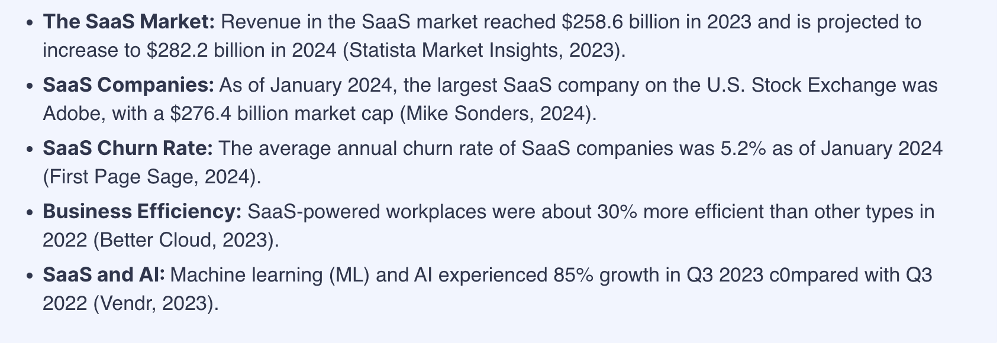 • The SaaS Market: Revenue in the SaaS market reached $258.6 billion in 2023 and is projected to
increase to $282.2 billion in 2024 (Statista Market Insights, 2023).
• SaaS Companies: As of January 2024, the largest SaaS company on the U.S. Stock Exchange was
Adobe, with a $276.4 billion market cap (Mike Sonders, 2024).
• SaaS Churn Rate: The average annual churn rate of SaaS companies was 5.2% as of January 2024
(First Page Sage, 2024).
• Business Efficiency: SaaS-powered workplaces were about 30% more efficient than other types in
2022 (Better Cloud, 2023).
• SaaS and AI: Machine learning (ML) and AI experienced 85% growth in Q3 2023 c0mpared with Q3
2022 (Vendr, 2023).